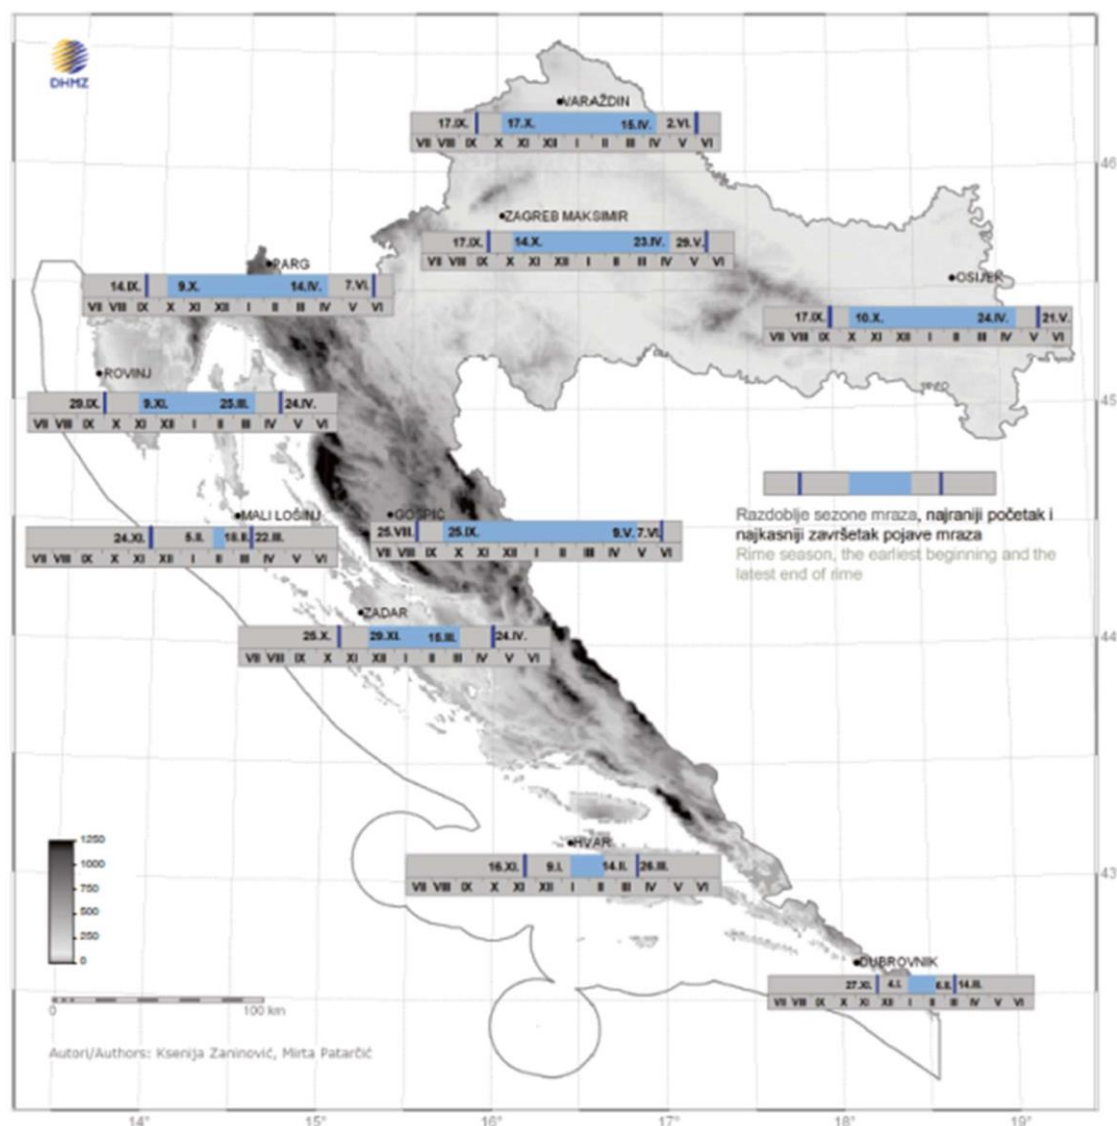 DHMZ
VARAŽDIN
17.IX. 17.X. 15.IV. 2.VI.
VII VIII IX X XI XII I II III IV V VI
46
ZAGREB MAKSIMIR
17.IX. 14.X. 23.IV. 29.V.
VII VIII IX X XI XII I II III IV V VI
PARG
14.IX. 9.X. 14.IV. 7.VI.
VII VIII IX X XI XII I II III IV V VI
OSIJEK
17.IX. 10.X. 24.IV. 21.V.
VII VIII IX X XI XII I II III IV V VI
ROVINJ
29.IX. 9.XI. 25.III. 24.IV.
VII VIII IX X XI XII I II III IV V VI
45
MALI LOŠINJ
24.XI. 5.II. 18.II. 22.III.
VII VIII IX X XI XII I II III IV V VI
GOSPIĆ
25.VIII. 25.IX. 9.V. 7.VI.
VII VIII IX X XI XII I II III IV V VI
Razdoblje sezone mraza, najraniji početak i
najkasniji završetak pojave mraza
Rime season, the earliest beginning and the
latest end of rime
ZADAR
25.X. 29.XI. 15.III. 24.IV.
VII VIII IX X XI XII I II III IV V VI
44
HVAR
16.XI. 9.I. 14.II. 26.III.
VII VIII IX X XI XII I II III IV V VI
43
1250
1000
750
500
250
0
DUBROVNIK
27.XI. 4.I. 6.II. 14.III.
VII VIII IX X XI XII I II III IV V VI
0 100 km
Autori/Authors: Ksenija Zaninović, Mirta Patarčić
14° 15° 16° 17° 18° 19°